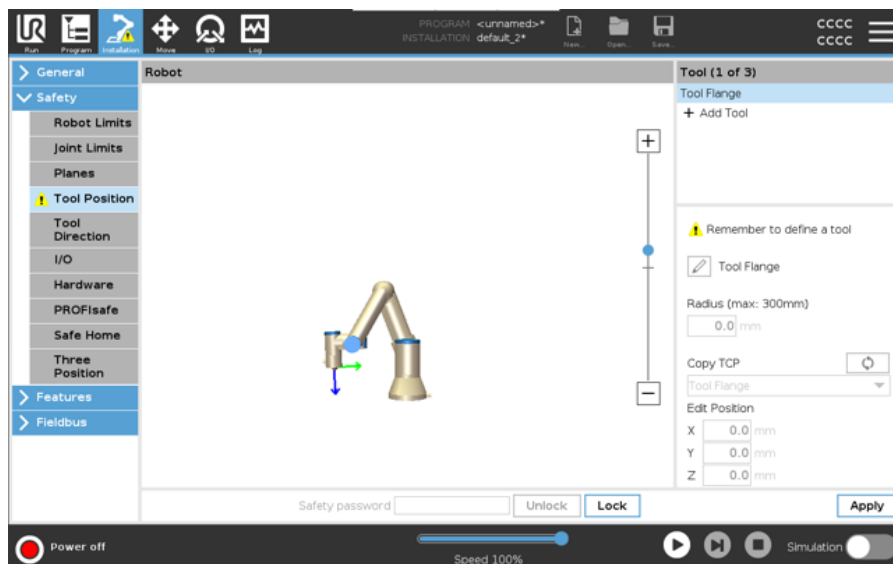 PROGRAM <unnamed>*
INSTALLATION default_2*
CCCC
CCCC
Run
Program
Installation
Move
I/O
Log
New...
Open...
Save...
General
Safety
Robot Limits
Joint Limits
Planes
Tool Position
Tool
Direction
I/O
Hardware
PROFIsafe
Safe Home
Three
Position
Features
Fieldbus
Robot
+
−
Tool (1 of 3)
Tool Flange
+ Add Tool
Remember to define a tool
Tool Flange
Radius (max: 300mm)
0.0 mm
Copy TCP
Tool Flange
Edit Position
X 0.0 mm
Y 0.0 mm
Z 0.0 mm
Safety password
Unlock
Lock
Apply
Power off
Speed 100%
Simulation